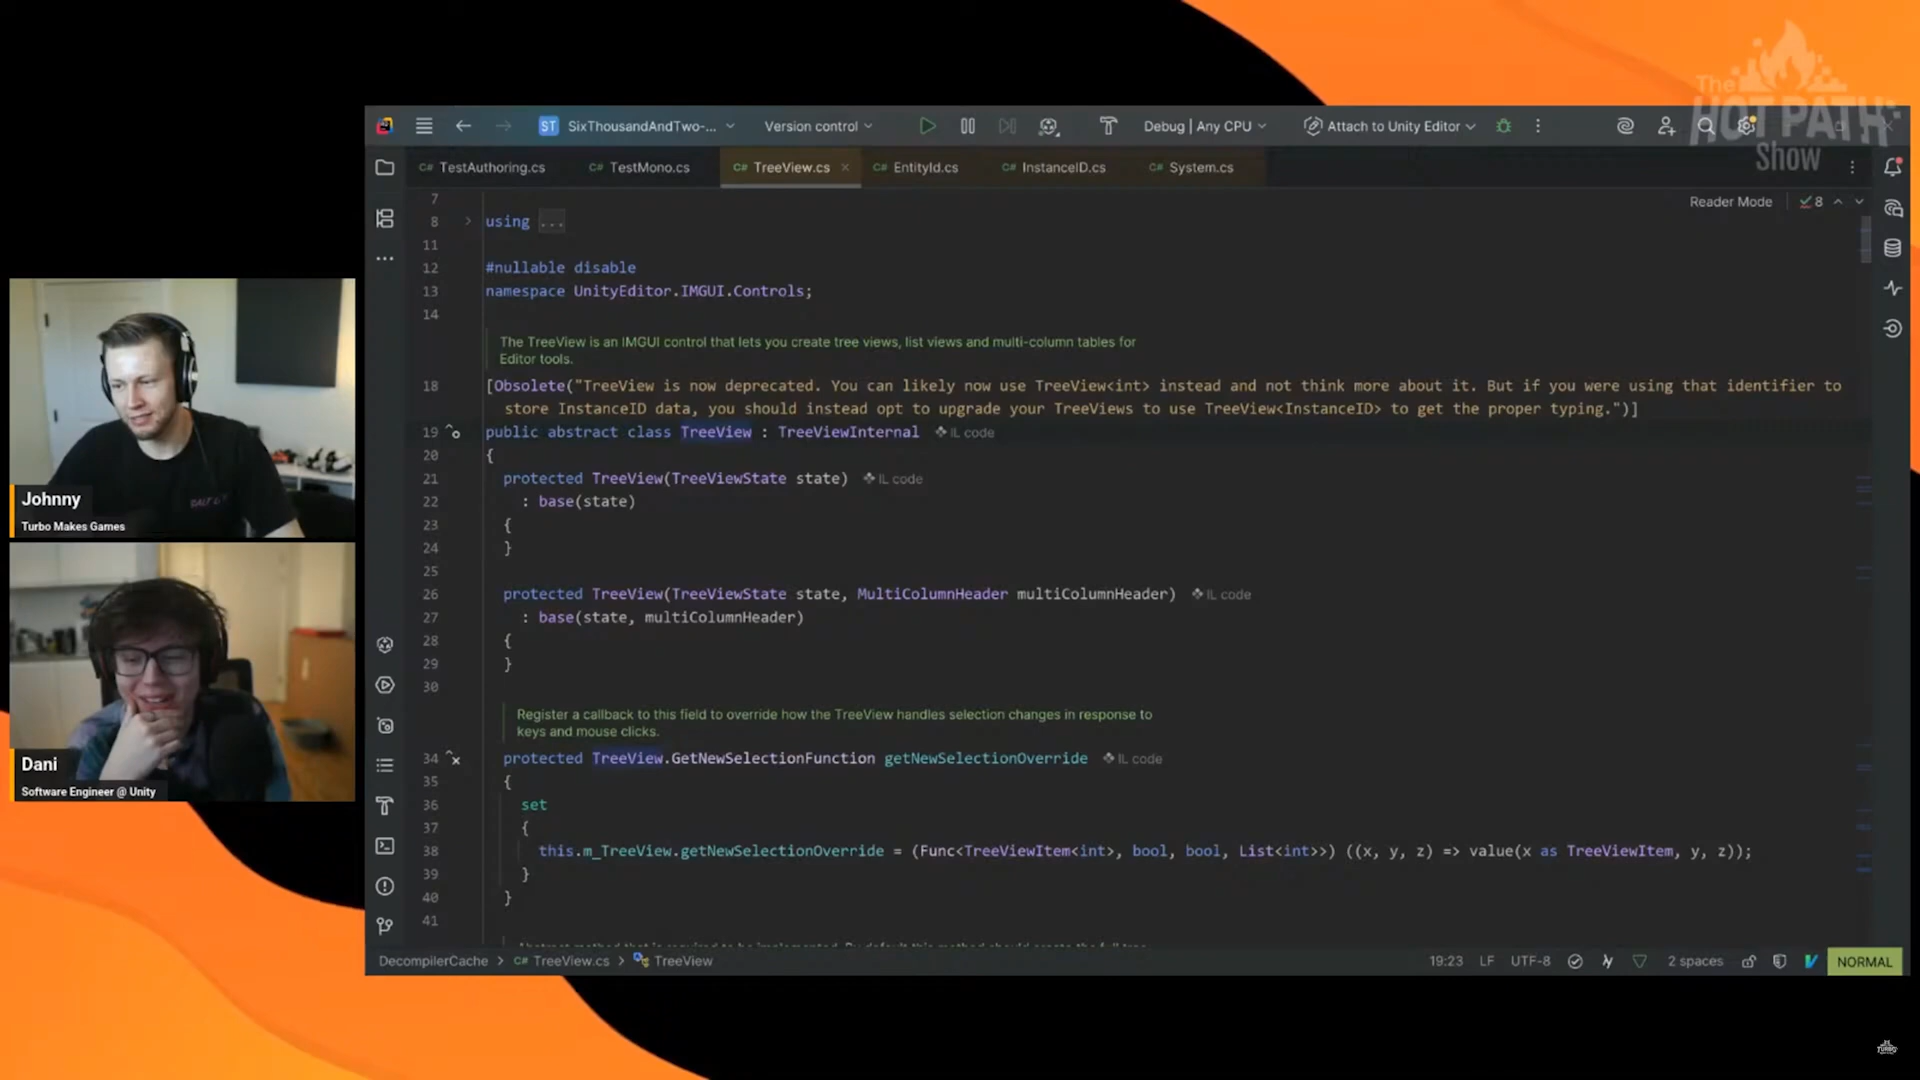 The
HOT PATH
Show
ST SixThousandAndTwo-...
Version control
Debug | Any CPU
Attach to Unity Editor
C# TestAuthoring.cs
C# TestMono.cs
C# TreeView.cs
C# EntityId.cs
C# InstanceID.cs
C# System.cs
Reader Mode
8
7
8 using ...
11
12 #nullable disable
13 namespace UnityEditor.IMGUI.Controls;
14
The TreeView is an IMGUI control that lets you create tree views, list views and multi-column tables for
Editor tools.
18 [Obsolete("TreeView is now deprecated. You can likely now use TreeView<int> instead and not think more about it. But if you were using that identifier to
store InstanceID data, you should instead opt to upgrade your TreeViews to use TreeView<InstanceID> to get the proper typing.")]
19 public abstract class TreeView : TreeViewInternal IL code
20 {
21 protected TreeView(TreeViewState state) IL code
22 : base(state)
23 {
24 }
25
26 protected TreeView(TreeViewState state, MultiColumnHeader multiColumnHeader) IL code
27 : base(state, multiColumnHeader)
28 {
29 }
30
Register a callback to this field to override how the TreeView handles selection changes in response to
keys and mouse clicks.
34 protected TreeView.GetNewSelectionFunction getNewSelectionOverride IL code
35 {
36 set
37 {
38 this.m_TreeView.getNewSelectionOverride = (Func<TreeViewItem<int>, bool, bool, List<int>>) ((x, y, z) => value(x as TreeViewItem, y, z));
39 }
40 }
41
DecompilerCache > C# TreeView.cs > TreeView
19:23
LF
UTF-8
2 spaces
NORMAL
Johnny
Turbo Makes Games
Dani
Software Engineer @ Unity
TURBO